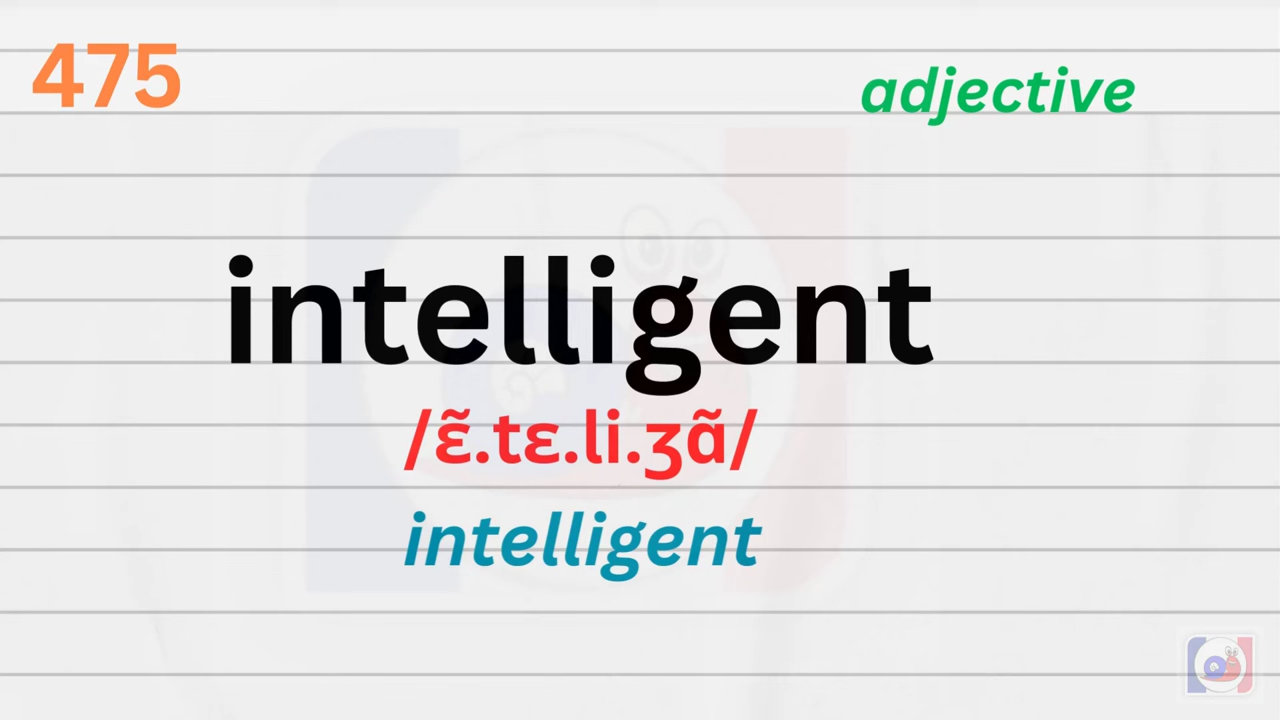 475
adjective
intelligent
/ɛ̃.tɛ.li.ʒɑ̃/
intelligent